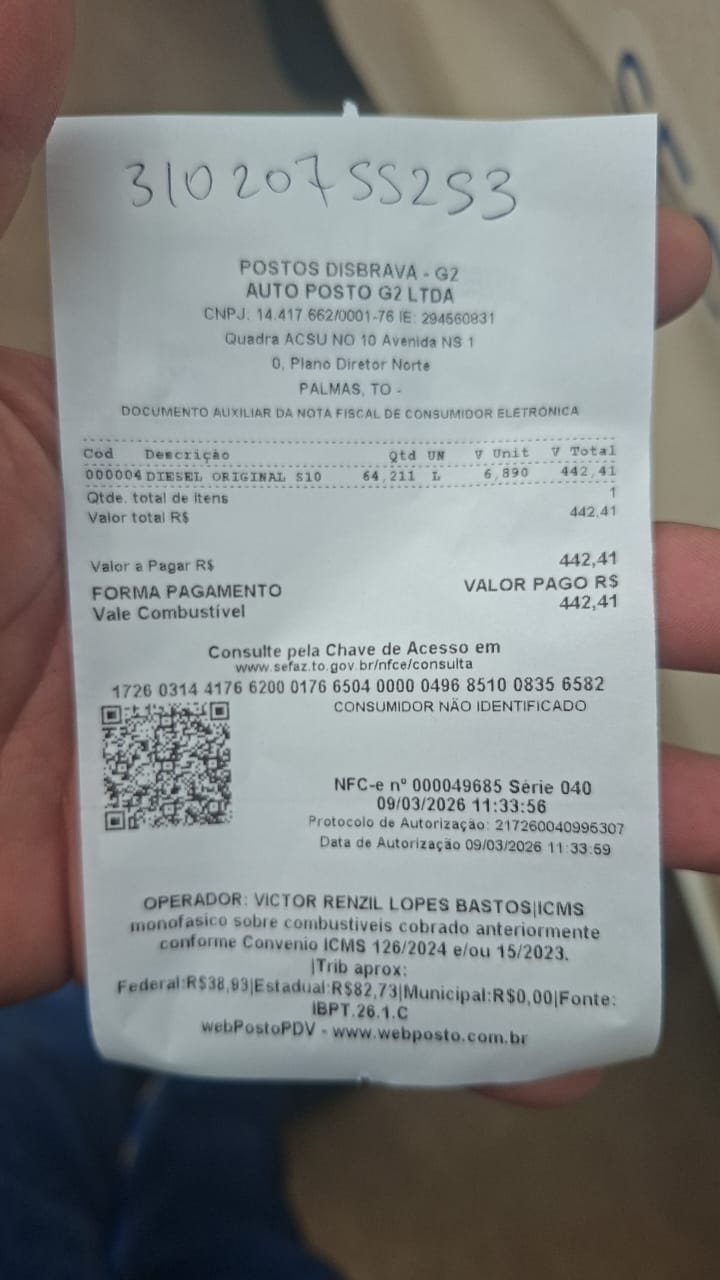 31020755253
POSTOS DISBRAVA - G2
AUTO POSTO G2 LTDA
CNPJ: 14.417.662/0001-76 IE: 294560831
Quadra ACSU NO 10 Avenida NS 1
0, Plano Diretor Norte
PALMAS, TO -
DOCUMENTO AUXILIAR DA NOTA FISCAL DE CONSUMIDOR ELETRÔNICA
Cód Descrição Qtd UN V Unit V Total
000004 DIESEL ORIGINAL S10 64,211 L 6,890 442,41
Qtde. total de itens 1
Valor total R$ 442,41
Valor a Pagar R$ 442,41
FORMA PAGAMENTO VALOR PAGO R$
Vale Combustível 442,41
Consulte pela Chave de Acesso em
www.sefaz.to.gov.br/nfce/consulta
1726 0314 4176 6200 0176 6504 0000 0496 8510 0835 6582
CONSUMIDOR NÃO IDENTIFICADO
NFC-e nº 000049685 Série 040
09/03/2026 11:33:56
Protocolo de Autorização: 217260040995307
Data de Autorização 09/03/2026 11:33:59
OPERADOR: VICTOR RENZIL LOPES BASTOS|ICMS
monofasico sobre combustiveis cobrado anteriormente
conforme Convenio ICMS 126/2024 e/ou 15/2023.
|Trib aprox:
Federal:R$38,93|Estadual:R$82,73|Municipal:R$0,00|Fonte:
IBPT.26.1.C
webPostoPDV - www.webposto.com.br